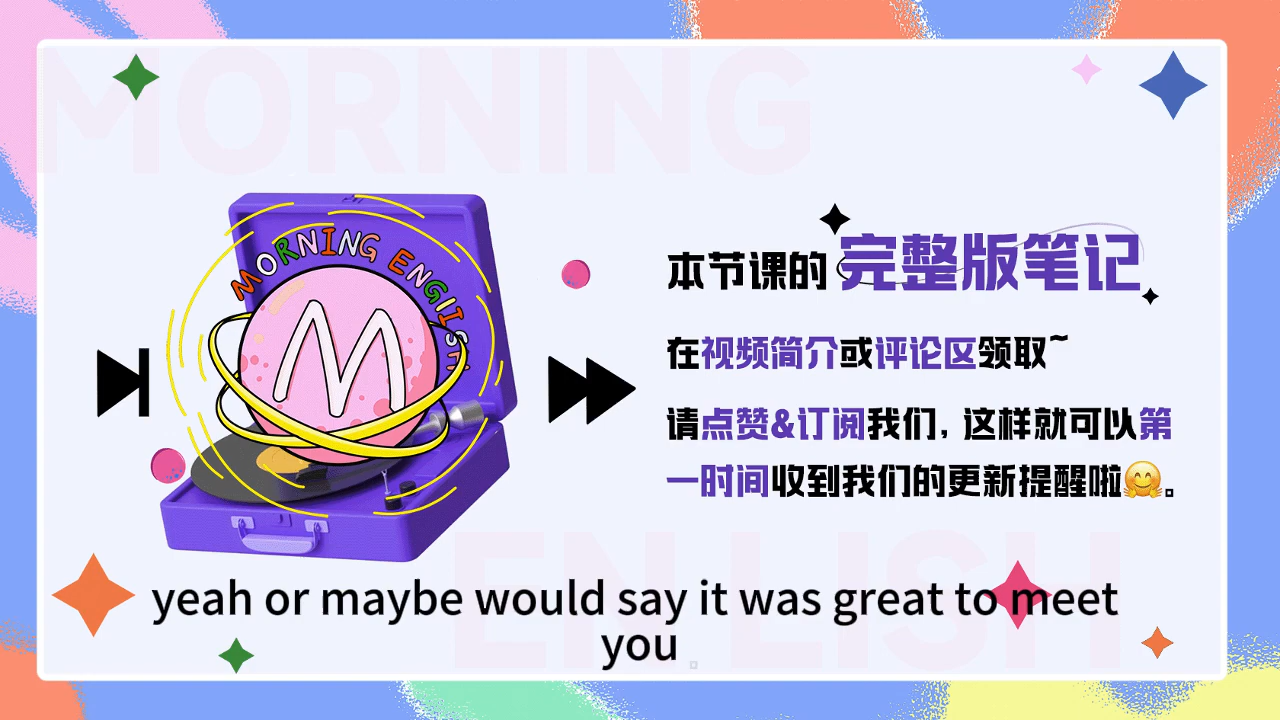 MORNING
MORNING ENGLISH
M
本节课的 完整版笔记
在视频简介或评论区领取~
请点赞&订阅我们，这样就可以第
一时间收到我们的更新提醒啦🤗。
EN LISH
yeah or maybe would say it was great to meet
you